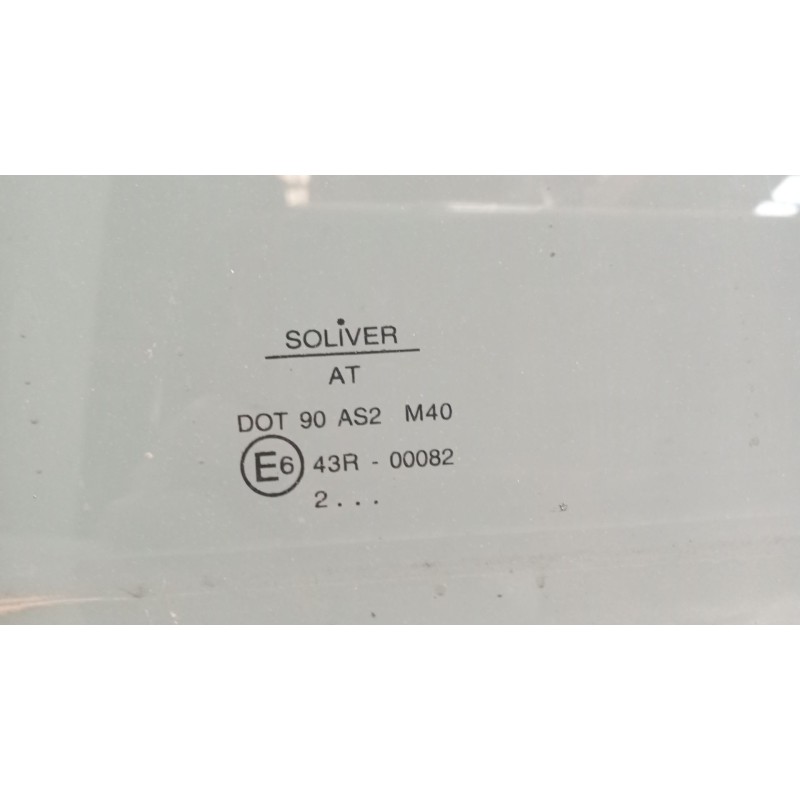 SOLiVER
AT
DOT 90 AS2 M40
E6 43R - 00082
2...